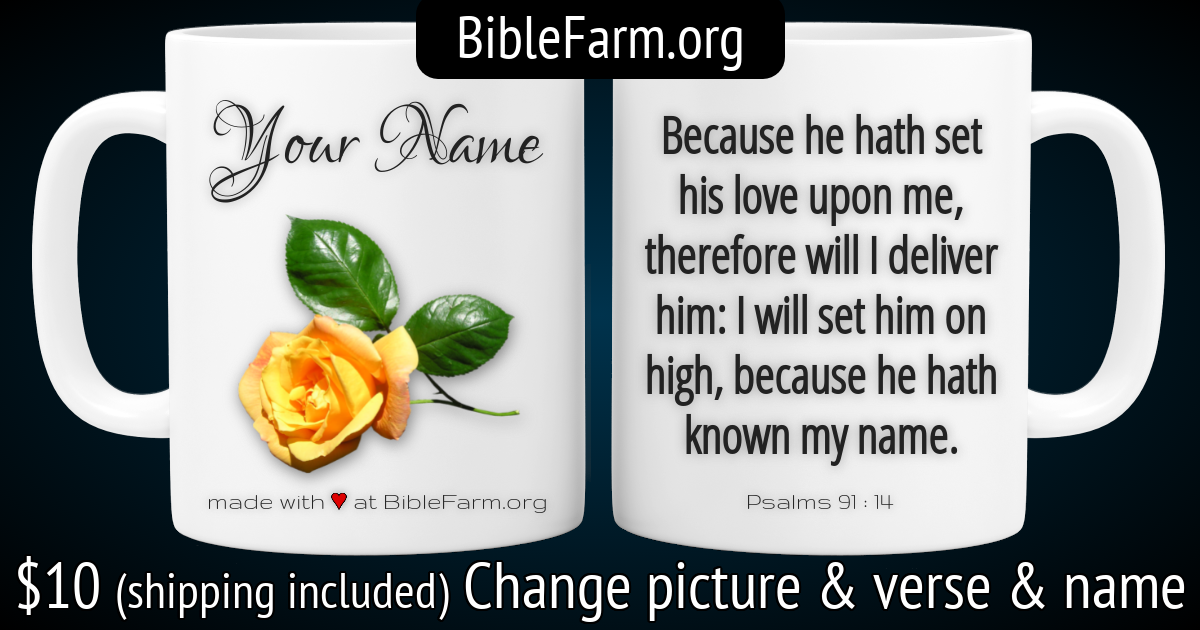 BibleFarm.org
Your Name
made with ♥ at BibleFarm.org
Because he hath set
his love upon me,
therefore will I deliver
him: I will set him on
high, because he hath
known my name.
Psalms 91 : 14
$10 (shipping included) Change picture & verse & name